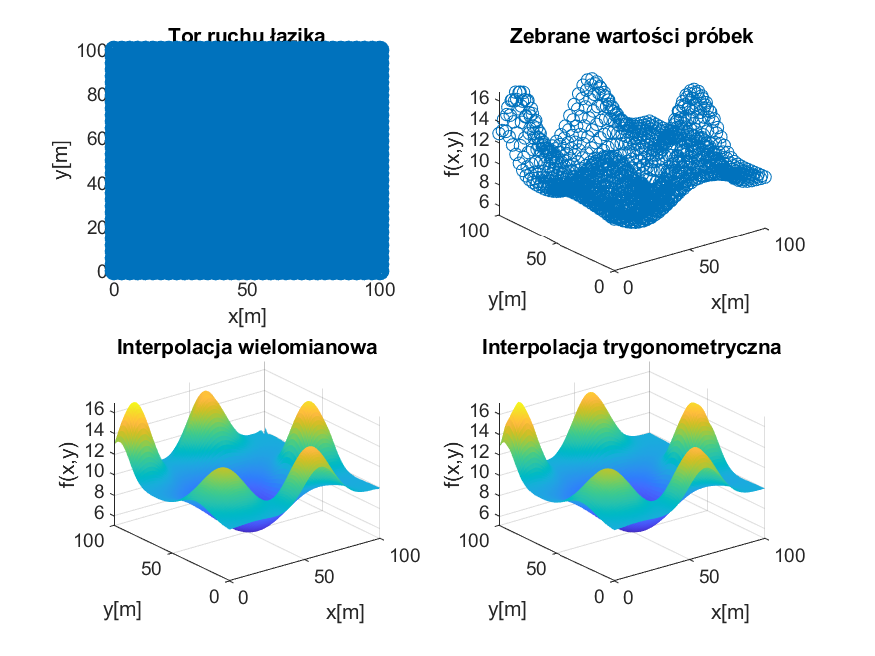 Tor ruchu łazika
100
80
60
40
20
0
y[m]
0 50 100
x[m]
Zebrane wartości próbek
16
14
12
10
8
6
f(x,y)
100
50
0
y[m]
0
50
100
x[m]
Interpolacja wielomianowa
16
14
12
10
8
6
f(x,y)
100
50
0
y[m]
0
50
100
x[m]
Interpolacja trygonometryczna
16
14
12
10
8
6
f(x,y)
100
50
0
y[m]
0
50
100
x[m]